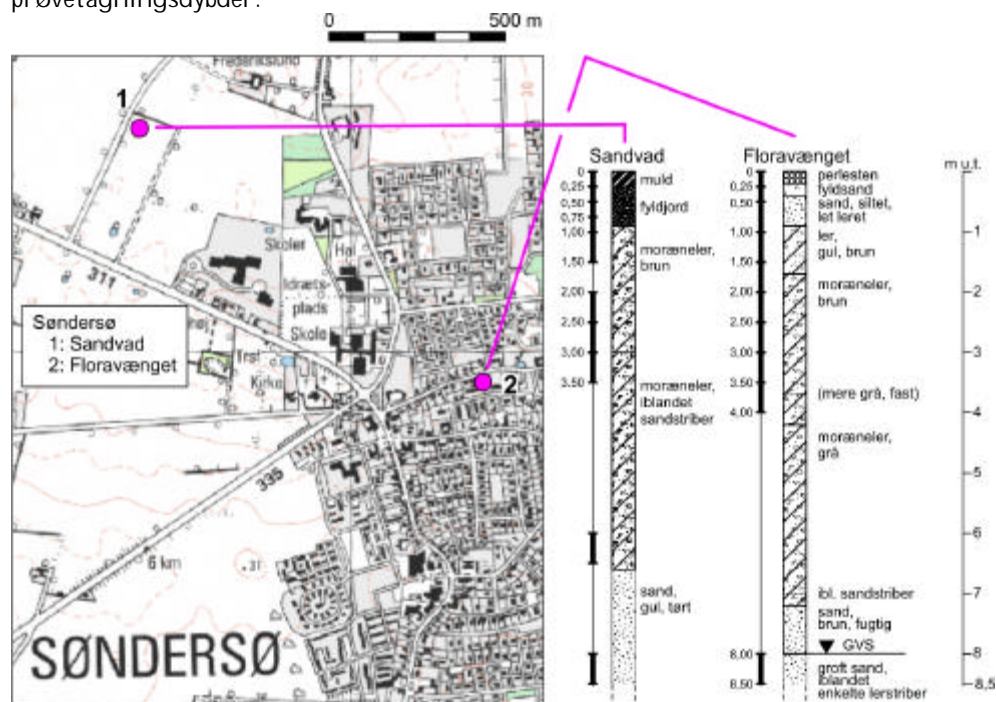 prøvetagningsdybder.
0 500 m
Frederikslund
1
Skoler
Hal
Idræts-
plads
Skole
311
Søndersø
1: Sandvad
2: Floravænget
Kirke
2
335
6 km
31
30
SØNDERSØ
Sandvad
0
0,25
0,50
0,75
1,00
1,50
2,00
2,50
3,00
3.50
muld
fyldjord
moræneler,
brun
moræneler,
iblandet
sandstriber
sand,
gul, tørt
Floravænget
0
0,25
0,50
1,00
1.50
2,00
2,50
3,00
3,50
4,00
8,00
8.50
perlesten
fyldsand
sand, siltet,
let leret
ler,
gul, brun
moræneler,
brun
(mere grå, fast)
moræneler,
grå
ibl. sandstriber
sand,
brun, fugtig
GVS
groft sand,
iblandet
enkelte lerstriber
m u.t.
1
2
3
4
5
6
7
8
8,5